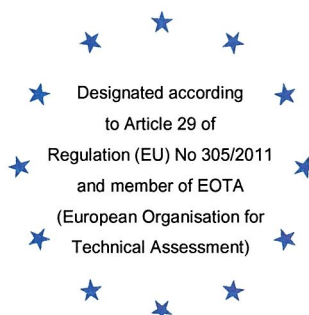 Designated according
to Article 29 of
Regulation (EU) No 305/2011
and member of EOTA
(European Organisation for
Technical Assessment)